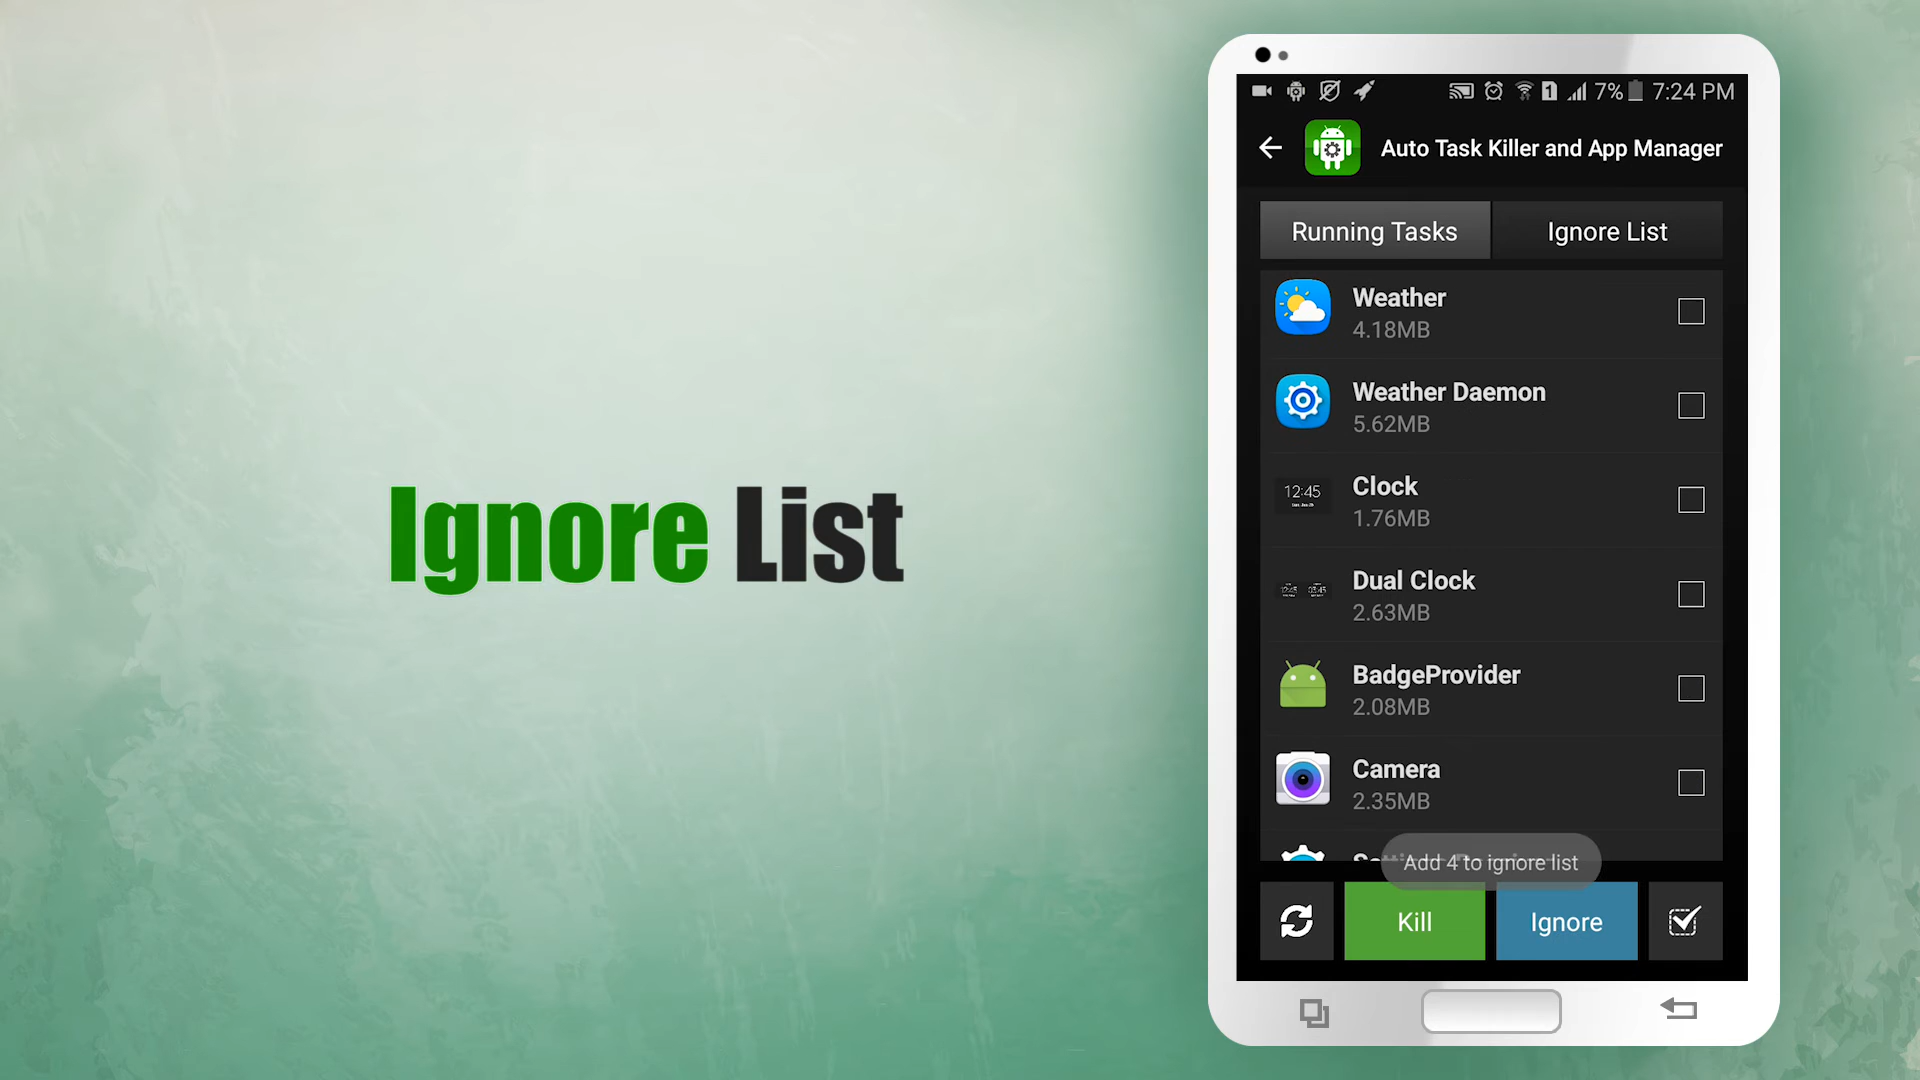 Ignore List
7% 7:24 PM
Auto Task Killer and App Manager
Running Tasks
Ignore List
Weather
4.18MB
Weather Daemon
5.62MB
12:45
Clock
1.76MB
Dual Clock
2.63MB
BadgeProvider
2.08MB
Camera
2.35MB
Add 4 to ignore list
Kill
Ignore